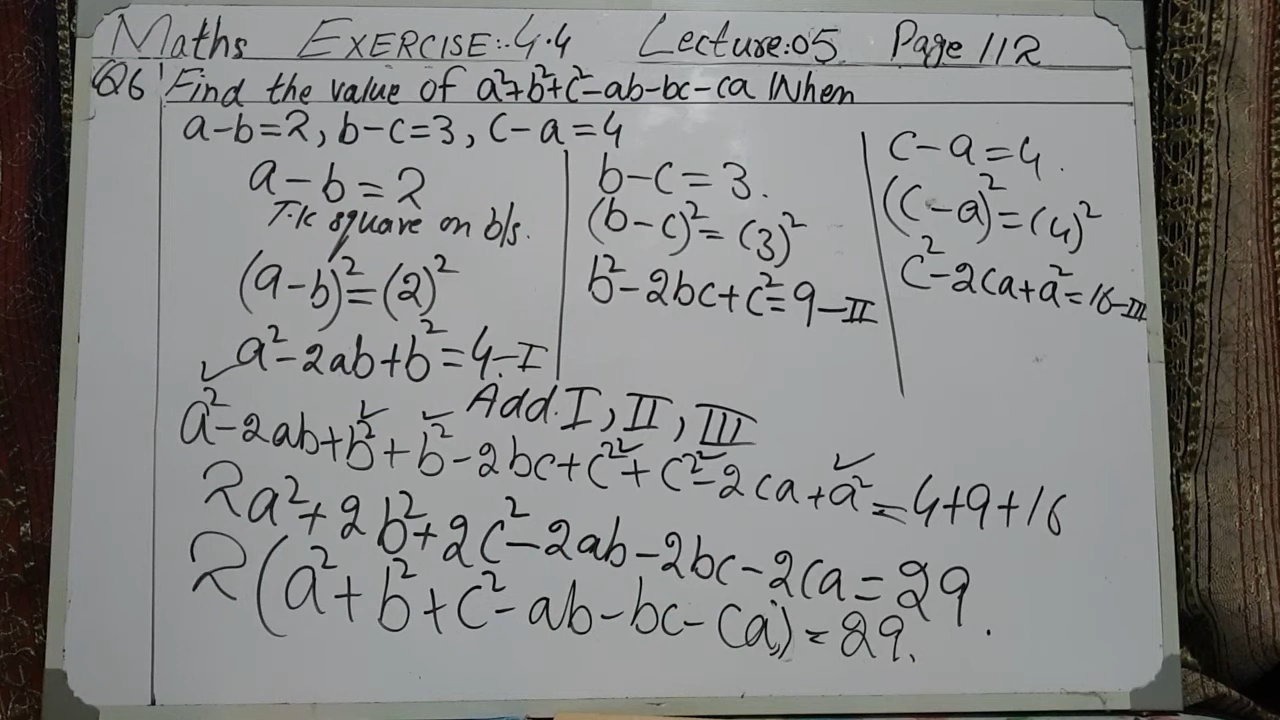 Maths EXERCISE:4.4 Lecture:05 Page 112
Q6 Find the value of a²+b²+c²-ab-bc-ca When
a-b=2, b-c=3, c-a=4
a-b=2
T.K square on b/s.
(a-b)²=(2)²
a²-2ab+b²=4-I
b-c=3.
(b-c)²=(3)²
b²-2bc+c²=9-II
c-a=4.
(c-a)²=(4)²
c²-2ca+a²=16-III
Add. I, II, III
a²-2ab+b²+b²-2bc+c²+c²-2ca+a²=4+9+16
2a²+2b²+2c²-2ab-2bc-2ca=29
2(a²+b²+c²-ab-bc-ca)=29.